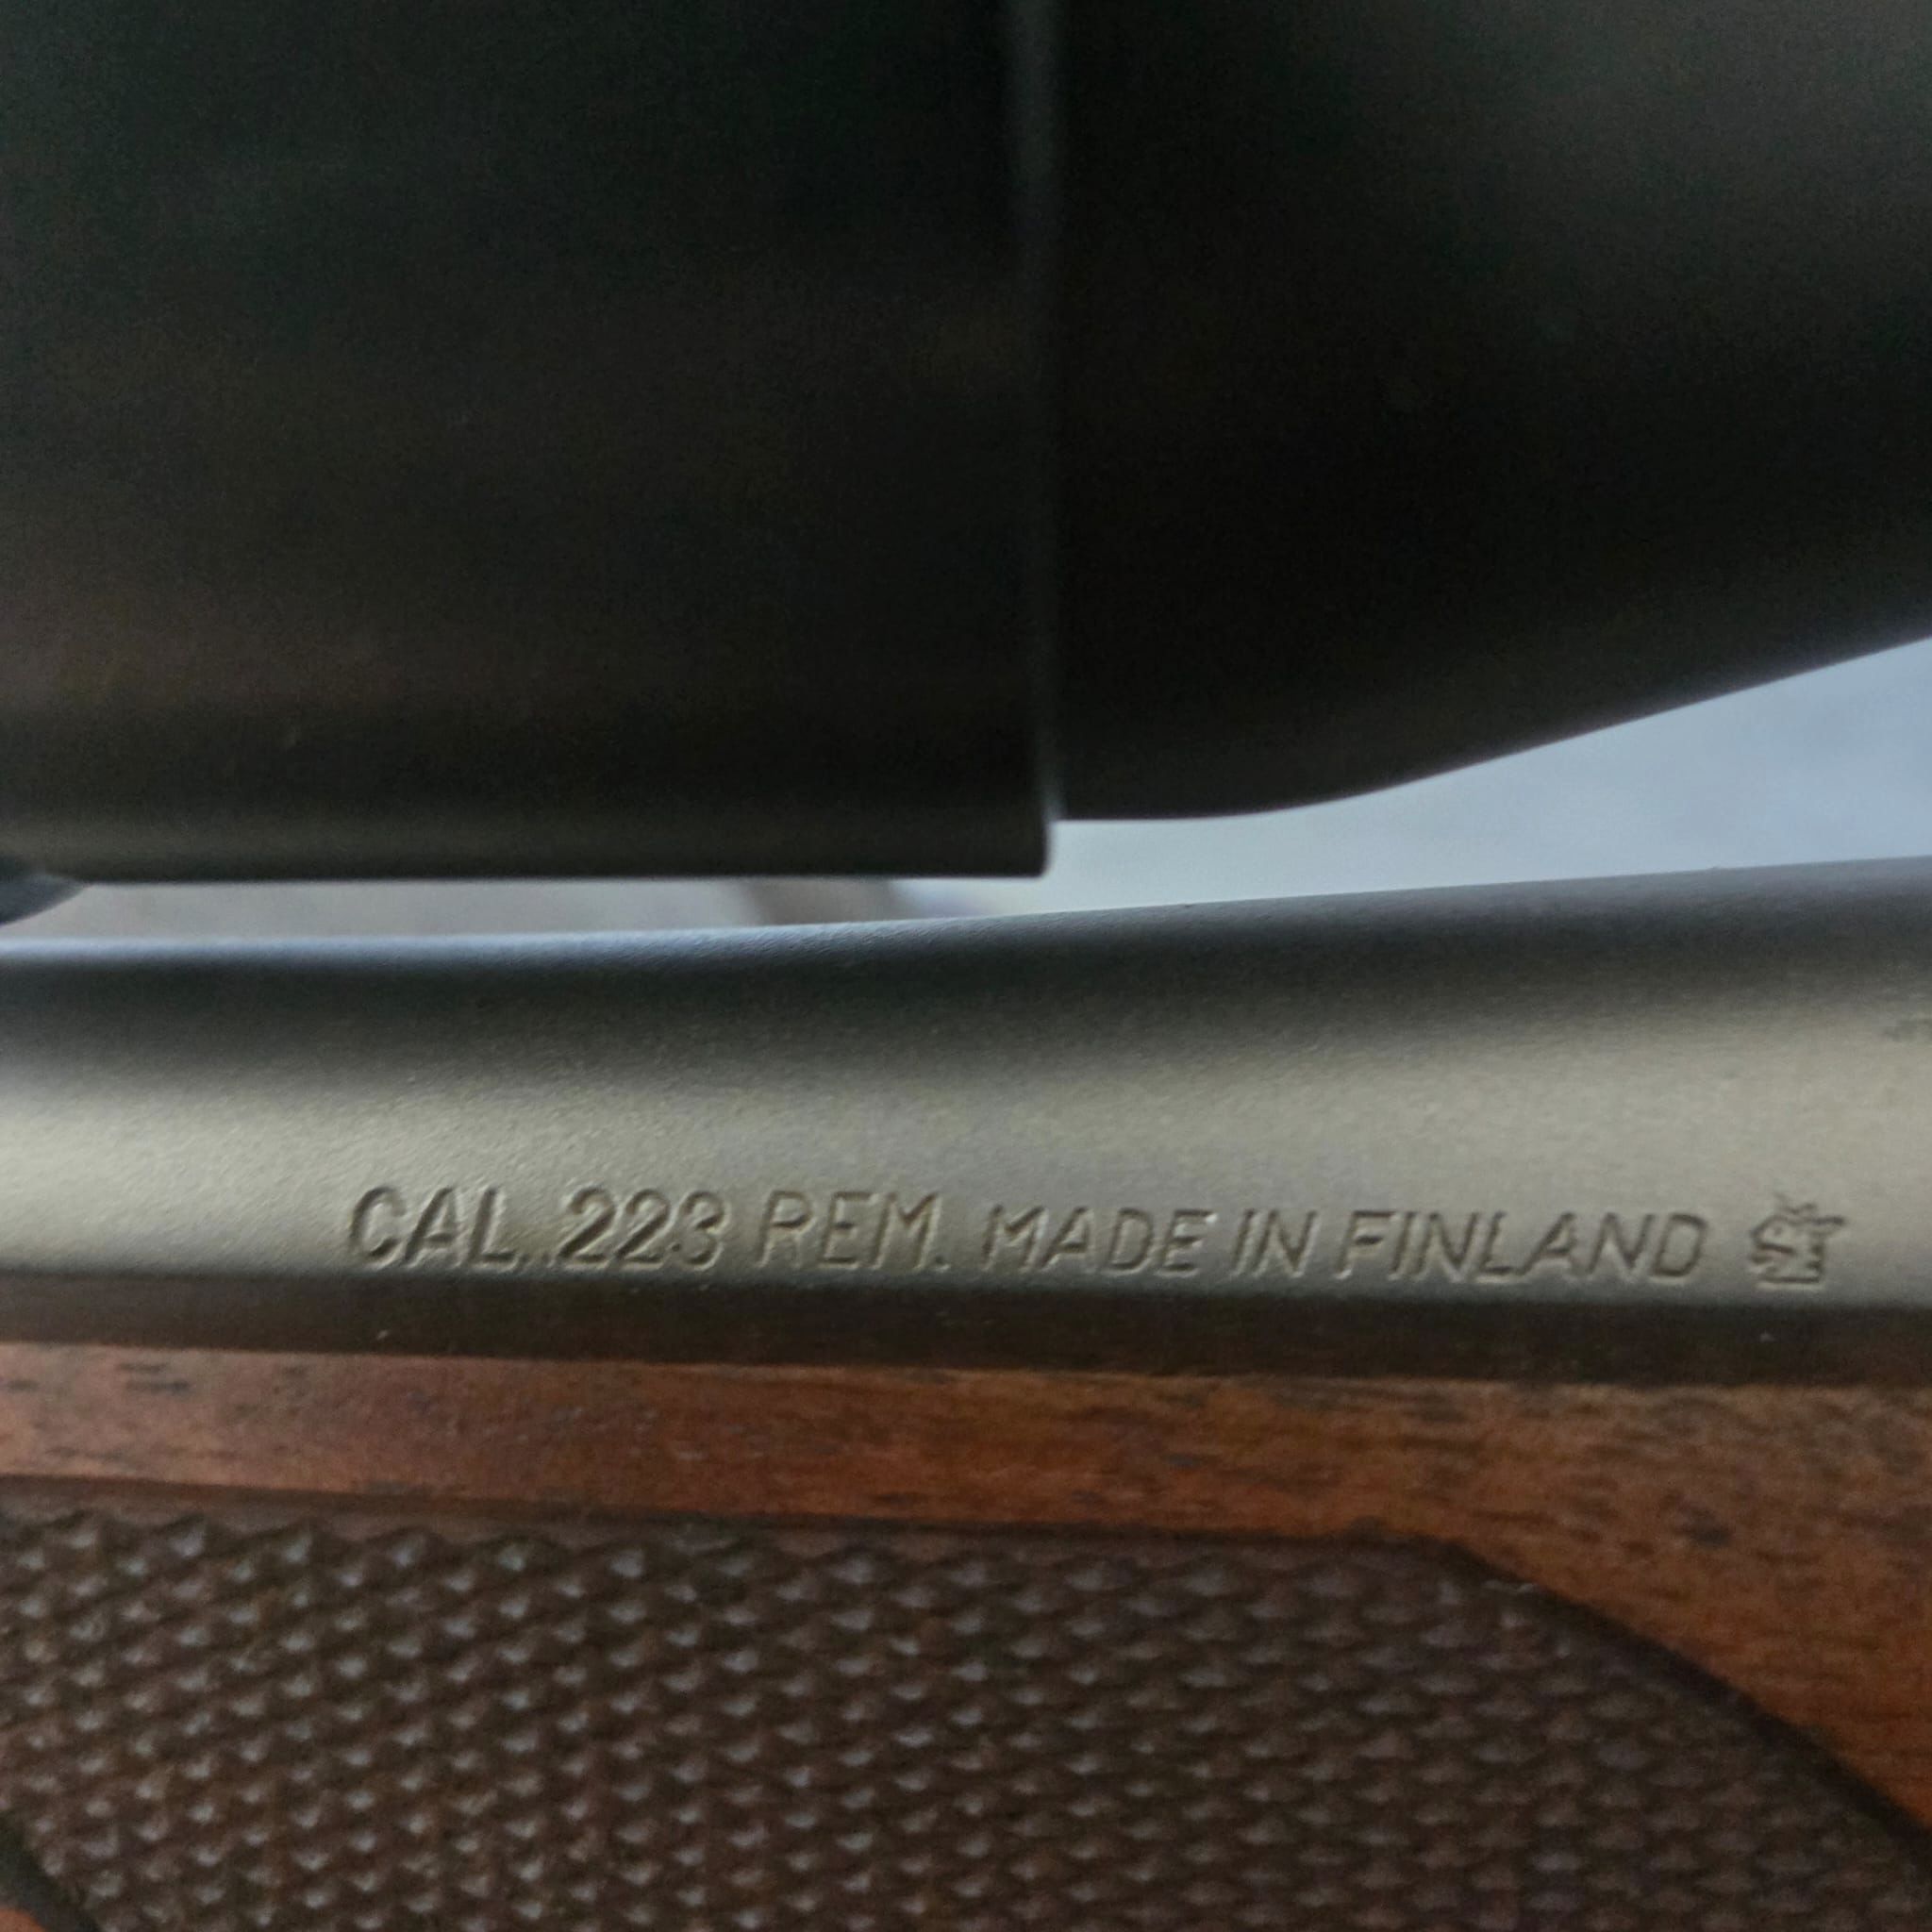 CAL. .223 REM. MADE IN FINLAND